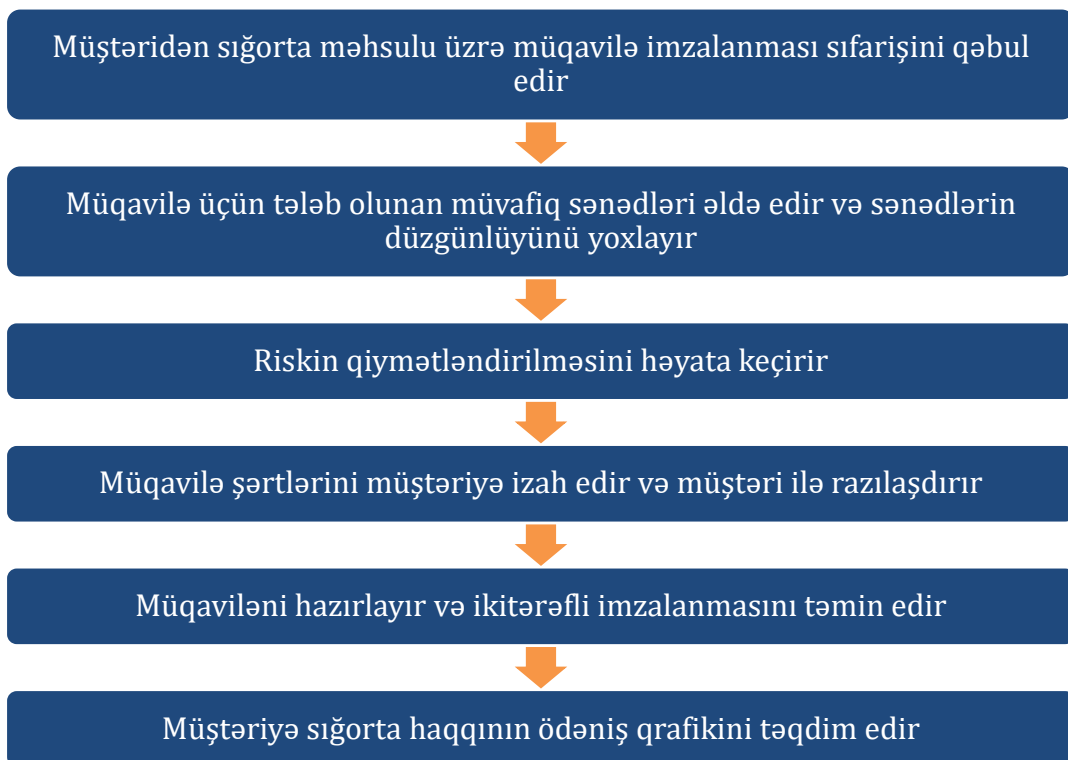 Müştəridən sığorta məhsulu üzrə müqavilə imzalanması sifarişini qəbul
edir
Müqavilə üçün tələb olunan müvafiq sənədləri əldə edir və sənədlərin
düzgünlüyünü yoxlayır
Riskin qiymətləndirilməsini həyata keçirir
Müqavilə şərtlərini müştəriyə izah edir və müştəri ilə razılaşdırır
Müqaviləni hazırlayır və ikitərəfli imzalanmasını təmin edir
Müştəriyə sığorta haqqının ödəniş qrafikini təqdim edir